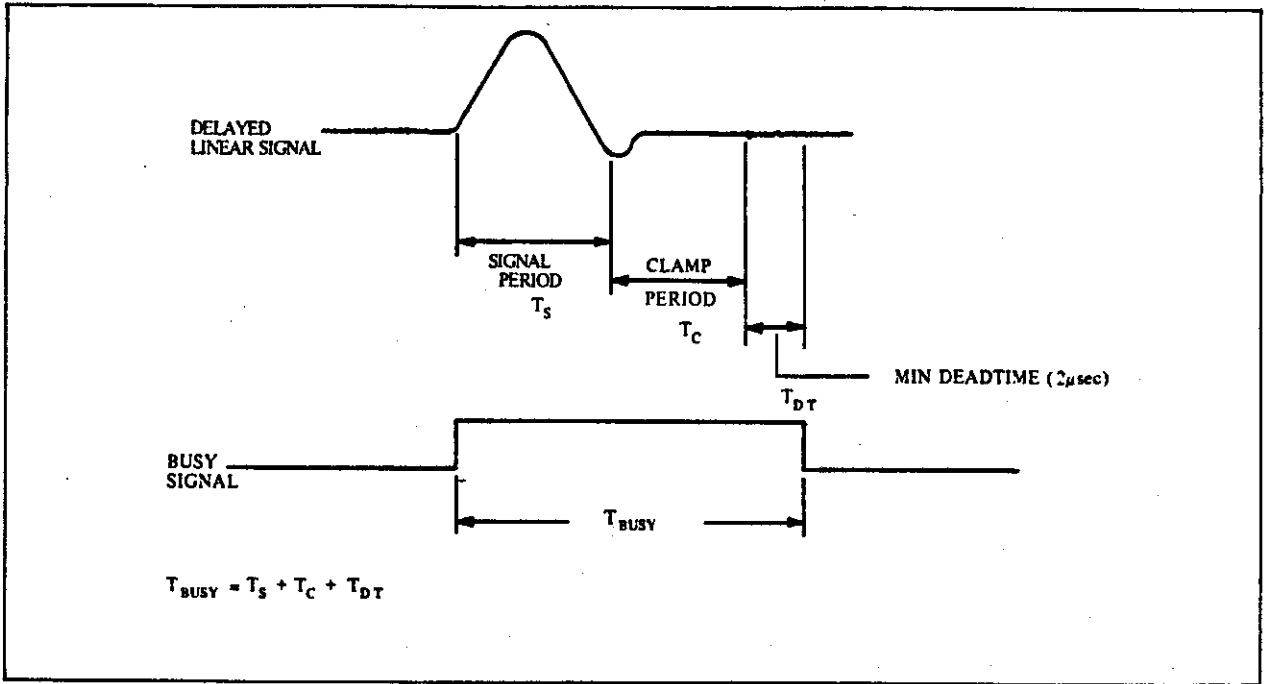 DELAYED
LINEAR SIGNAL
SIGNAL
PERIOD
T_S
CLAMP
PERIOD
T_C
MIN DEADTIME (2μsec)
T_DT
BUSY
SIGNAL
T_BUSY
T_BUSY = T_S + T_C + T_DT